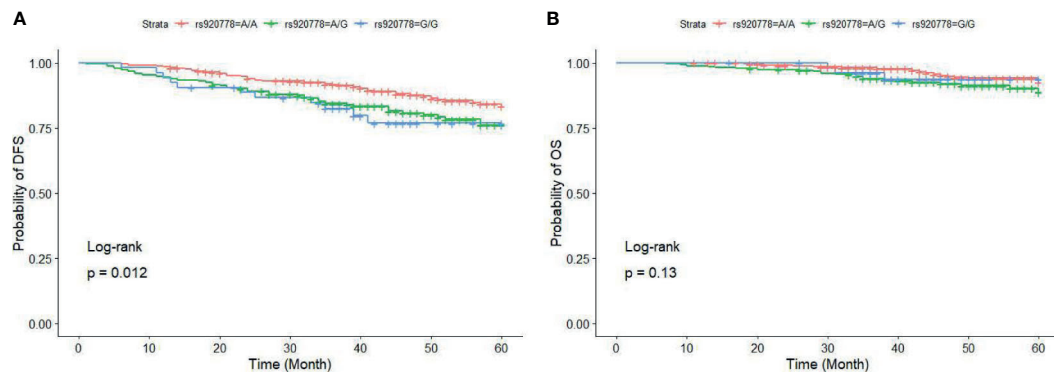 A
Strata rs920778=A/A rs920778=A/G rs920778=G/G
1.00
0.75
0.50
0.25
0.00
Probability of DFS
Log-rank
p = 0.012
0 10 20 30 40 50 60
Time (Month)
B
Strata rs920778=A/A rs920778=A/G rs920778=G/G
1.00
0.75
0.50
0.25
0.00
Probability of OS
Log-rank
p = 0.13
0 10 20 30 40 50 60
Time (Month)